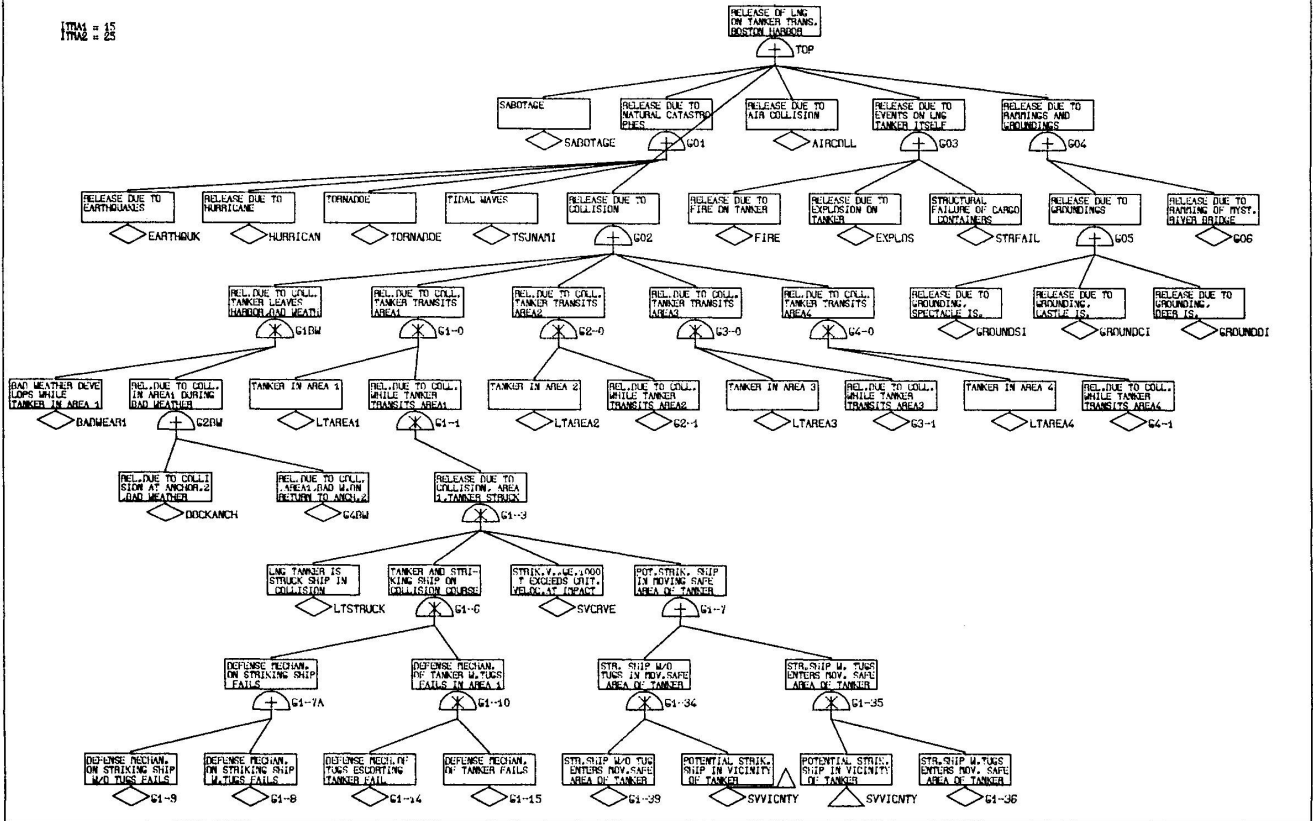 ITMA1 = 15
ITMA2 = 25
RELEASE OF LNG
ON TANKER TRANS.
BOSTON HARBOR
TOP
SABOTAGE
SABOTAGE
RELEASE DUE TO
NATURAL CATASTRO
PHES
G01
RELEASE DUE TO
AIR COLLISION
AIRCOLL
RELEASE DUE TO
EVENTS ON LNG
TANKER ITSELF
G03
RELEASE DUE TO
RAMMINGS AND
GROUNDINGS
G04
RELEASE DUE TO
EARTHQUAKES
EARTHQUK
RELEASE DUE TO
HURRICANE
HURRICAN
TORNADOE
TORNADOE
TIDAL WAVES
TSUNAMI
RELEASE DUE TO
COLLISION
G02
RELEASE DUE TO
FIRE ON TANKER
FIRE
RELEASE DUE TO
EXPLOSION ON
TANKER
EXPLOS
STRUCTURAL
FAILURE OF CARGO
CONTAINERS
STRFAIL
RELEASE DUE TO
GROUNDINGS
G05
RELEASE DUE TO
RAMMING OF MYST.
RIVER BRIDGE
G06
REL.DUE TO COLL.
TANKER LEAVES
HARBOR,BAD WEATH
G1BW
REL.DUE TO COLL.
TANKER TRANSITS
AREA1
G1-0
REL.DUE TO COLL.
TANKER TRANSITS
AREA2
G2-0
REL.DUE TO COLL.
TANKER TRANSITS
AREA3
G3-0
REL.DUE TO COLL.
TANKER TRANSITS
AREA4
G4-0
RELEASE DUE TO
GROUNDING,
SPECTACLE IS.
GROUNDSI
RELEASE DUE TO
GROUNDING,
CASTLE IS.
GROUNDCI
RELEASE DUE TO
GROUNDING,
DEER IS.
GROUNDDI
BAD WEATHER DEVE
LOPS WHILE
TANKER IN AREA 1
BADWEAR1
REL.DUE TO COLL.
IN AREA1 DURING
BAD WEATHER
G2BW
TANKER IN AREA 1
LTAREA1
REL.DUE TO COLL.
WHILE TANKER
TRANSITS AREA1
G1-1
TANKER IN AREA 2
LTAREA2
REL.DUE TO COLL.
WHILE TANKER
TRANSITS AREA2
G2-1
TANKER IN AREA 3
LTAREA3
REL.DUE TO COLL.
WHILE TANKER
TRANSITS AREA3
G3-1
TANKER IN AREA 4
LTAREA4
REL.DUE TO COLL.
WHILE TANKER
TRANSITS AREA4
G4-1
REL.DUE TO COLLI
SION AT ANCHOR.2
,BAD WEATHER
DOCKANCH
REL. DUE TO COLL.
,AREA1,BAD W.ON
RETURN TO ANCH.2
G4BW
RELEASE DUE TO
COLLISION, AREA
1,TANKER STRUCK
G1-3
LNG TANKER IS
STRUCK SHIP IN
COLLISION
LTSTRUCK
TANKER AND STRI-
KING SHIP ON
COLLISION COURSE
G1-6
STRIK.V.,GE.1000
T EXCEEDS CRIT.
VELOC.AT IMPACT
SVCRVE
POT.STRIK. SHIP
IN MOVING SAFE
AREA OF TANKER
G1-7
DEFENSE MECHAN.
ON STRIKING SHIP
FAILS
G1-7A
DEFENSE MECHAN.
OF TANKER W.TUGS
FAILS IN AREA 1
G1-10
STR. SHIP W/O
TUGS IN MOV.SAFE
AREA OF TANKER
G1-34
STR.SHIP W. TUGS
ENTERS MOV. SAFE
AREA OF TANKER
G1-35
DEFENSE MECHAN.
ON STRIKING SHIP
W/O TUGS FAILS
G1-9
DEFENSE MECHAN.
ON STRIKING SHIP
W.TUGS FAILS
G1-8
DEFENSE MECH.OF
TUGS ESCORTING
TANKER FAIL
G1-14
DEFENSE MECHAN.
OF TANKER FAILS
G1-15
STR.SHIP W/O TUG
ENTERS MOV.SAFE
AREA OF TANKER
G1-39
POTENTIAL STRIK.
SHIP IN VICINITY
OF TANKER
SVVICNTY
POTENTIAL STRIK.
SHIP IN VICINITY
OF TANKER
SVVICNTY
STR.SHIP W.TUGS
ENTERS MOV. SAFE
AREA OF TANKER
G1-36